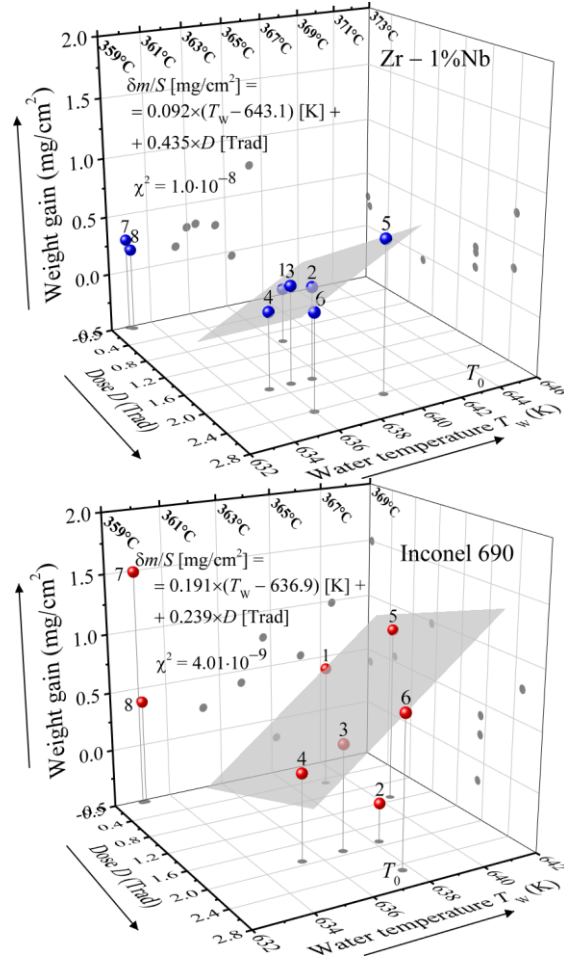 359°C 361°C 363°C 365°C 367°C 369°C 371°C 373°C
Zr – 1%Nb
δm/S [mg/cm²] =
= 0.092×(T_W–643.1) [K] +
+ 0.435×D [Trad]
χ² = 1.0·10⁻⁸
Weight gain (mg/cm²)
2.0
1.5
1.0
0.5
0.0
-0.5
7
8
1
3
2
5
4
6
T₀
0.4
0.8
1.2
1.6
2.0
2.4
2.8
Dose D (Trad)
632
634
636
638
640
642
644
646
Water temperature T_W (K)
359°C 361°C 363°C 365°C 367°C 369°C
Inconel 690
δm/S [mg/cm²] =
= 0.191×(T_W–636.9) [K] +
+ 0.239×D [Trad]
χ² = 4.01·10⁻⁹
Weight gain (mg/cm²)
2.0
1.5
1.0
0.5
0.0
-0.5
7
8
1
5
6
3
4
2
T₀
0.4
0.8
1.2
1.6
2.0
2.4
2.8
Dose D (Trad)
632
634
636
638
640
642
Water temperature T_W (K)